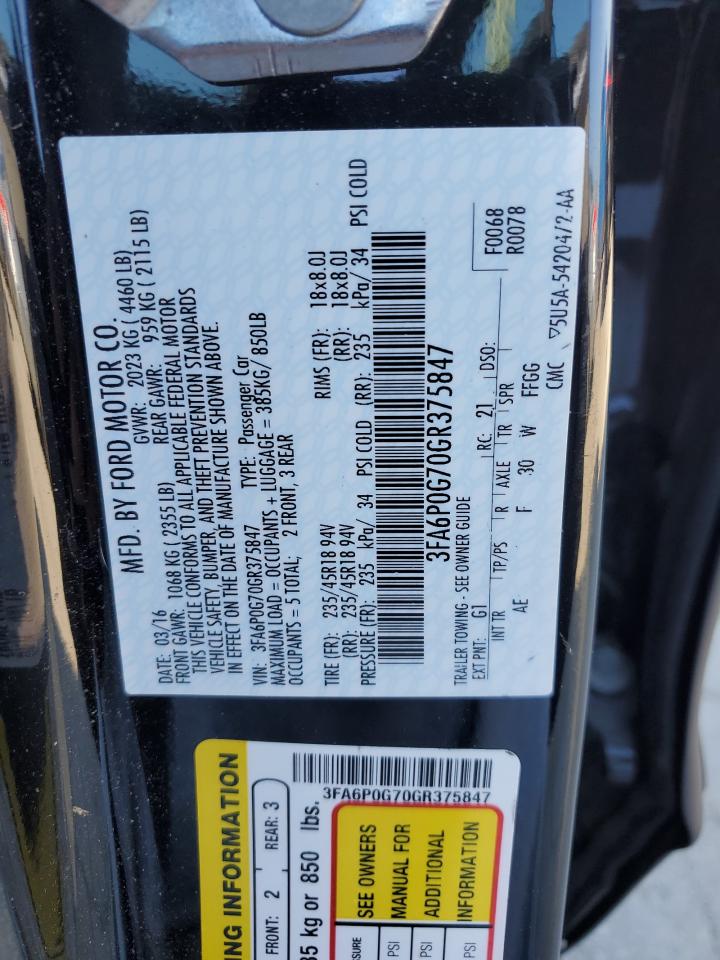 MFD. BY FORD MOTOR CO.
DATE: 03/16 GVWR: 2023 KG ( 4460 LB)
FRONT GAWR: 1068 KG ( 2355 LB) REAR GAWR: 959 KG ( 2115 LB)
THIS VEHICLE CONFORMS TO ALL APPLICABLE FEDERAL MOTOR
VEHICLE SAFETY, BUMPER, AND THEFT PREVENTION STANDARDS
IN EFFECT ON THE DATE OF MANUFACTURE SHOWN ABOVE.
VIN: 3FA6P0G70GR375847 TYPE: Passenger Car
MAXIMUM LOAD = OCCUPANTS + LUGGAGE = 385KG/ 850LB
OCCUPANTS = 5 TOTAL; 2 FRONT, 3 REAR
TIRE (FR): 235/45R18 94V RIMS (FR): 18x8.0J
(RR): 235/45R18 94V (RR): 18x8.0J
PRESSURE (FR): 235 kPa/ 34 PSI COLD (RR): 235 kPa/ 34 PSI COLD
3FA6P0G70GR375847
TRAILER TOWING - SEE OWNER GUIDE
EXT PNT: G1 RC: 21 DSO: F0068
R0078
INT TR TP/PS R AXLE TR SPR
AE F 30 W FFGG
CMC ▽5U5A-5420472-AA
ING INFORMATION
FRONT: 2 REAR: 3
85 kg or 850 lbs.
3FA6P0G70GR375847
SEE OWNERS
MANUAL FOR
ADDITIONAL
INFORMATION
SSURE
PSI
PSI
PSI